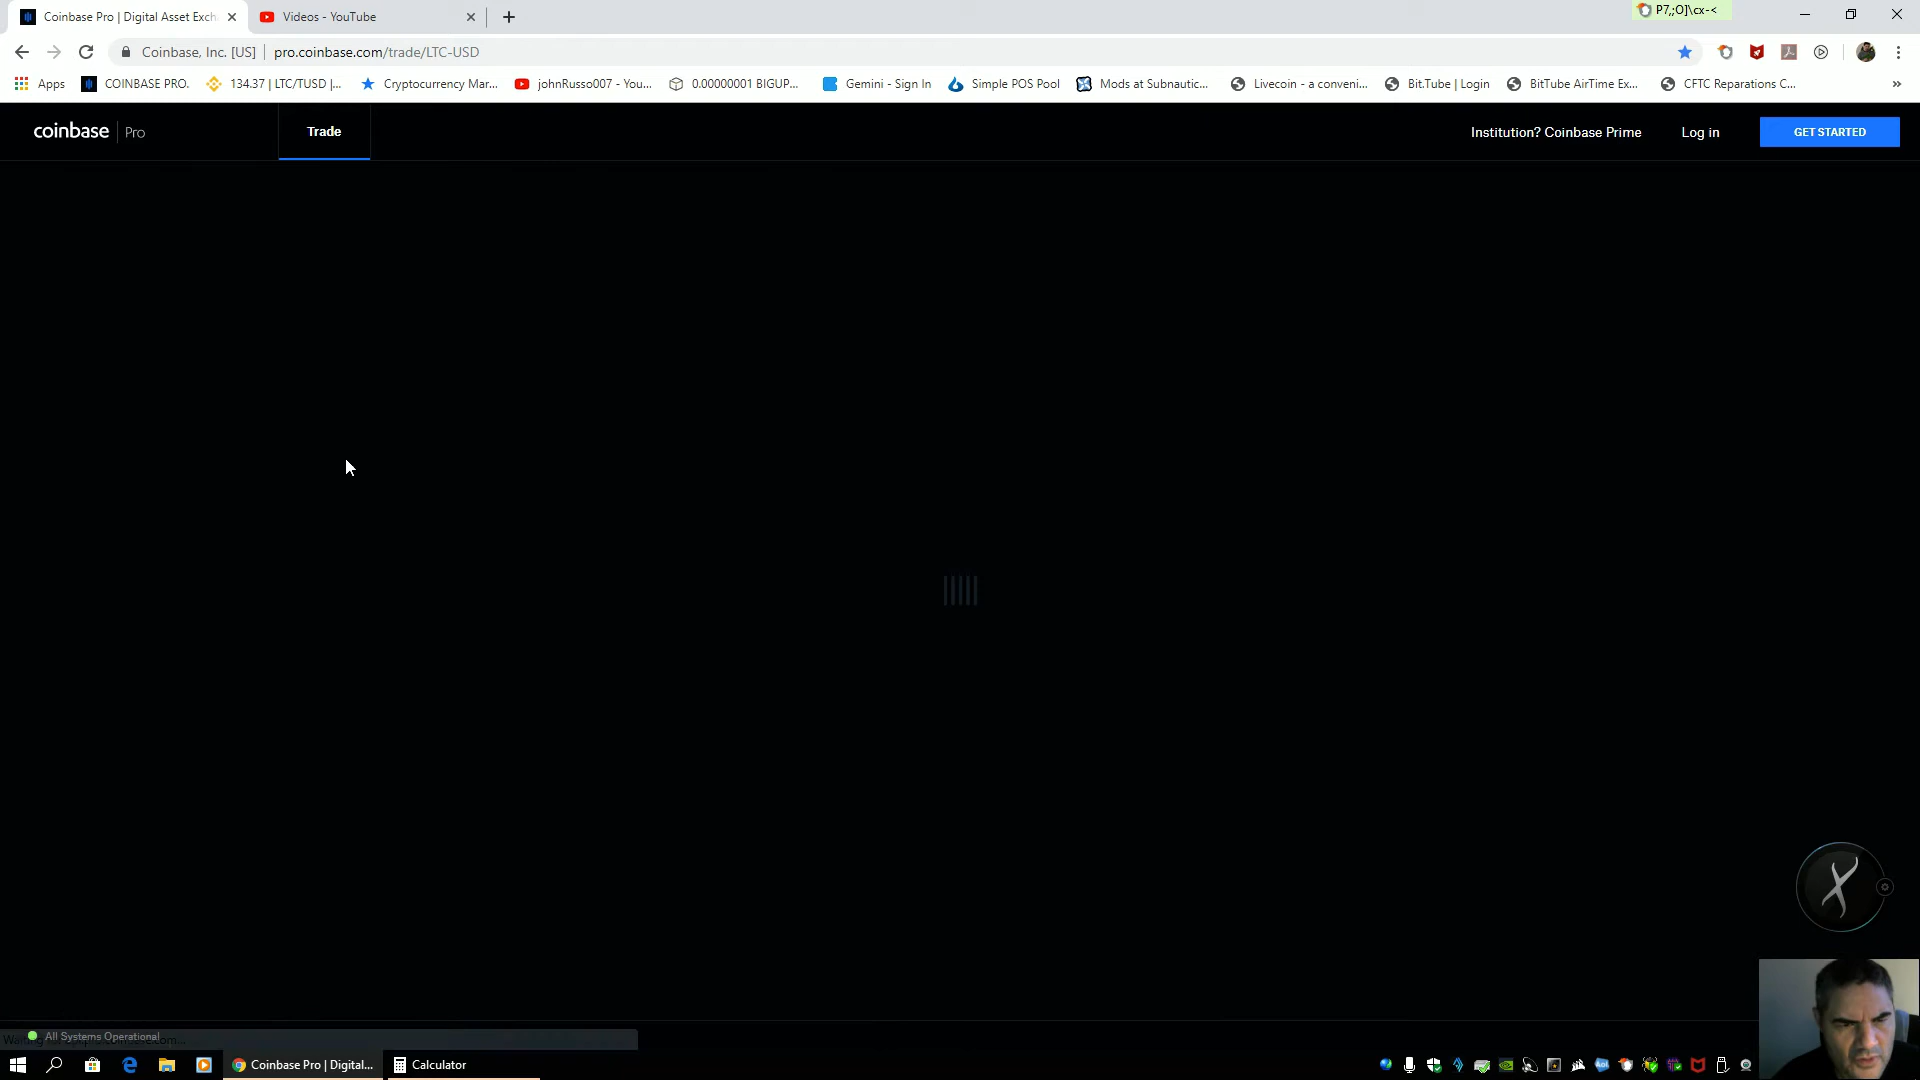 Coinbase Pro | Digital Asset Exch
Videos - YouTube
P7,;O]\cx-<
Coinbase, Inc. [US]
pro.coinbase.com/trade/LTC-USD
Apps
COINBASE PRO.
134.37 | LTC/TUSD |...
Cryptocurrency Mar...
johnRusso007 - You...
0.00000001 BIGUP...
Gemini - Sign In
Simple POS Pool
Mods at Subnautic...
Livecoin - a conveni...
Bit.Tube | Login
BitTube AirTime Ex...
CFTC Reparations C...
»
coinbase
Pro
Trade
Institution? Coinbase Prime
Log in
GET STARTED
All Systems Operational
Coinbase Pro | Digital...
Calculator
Aol